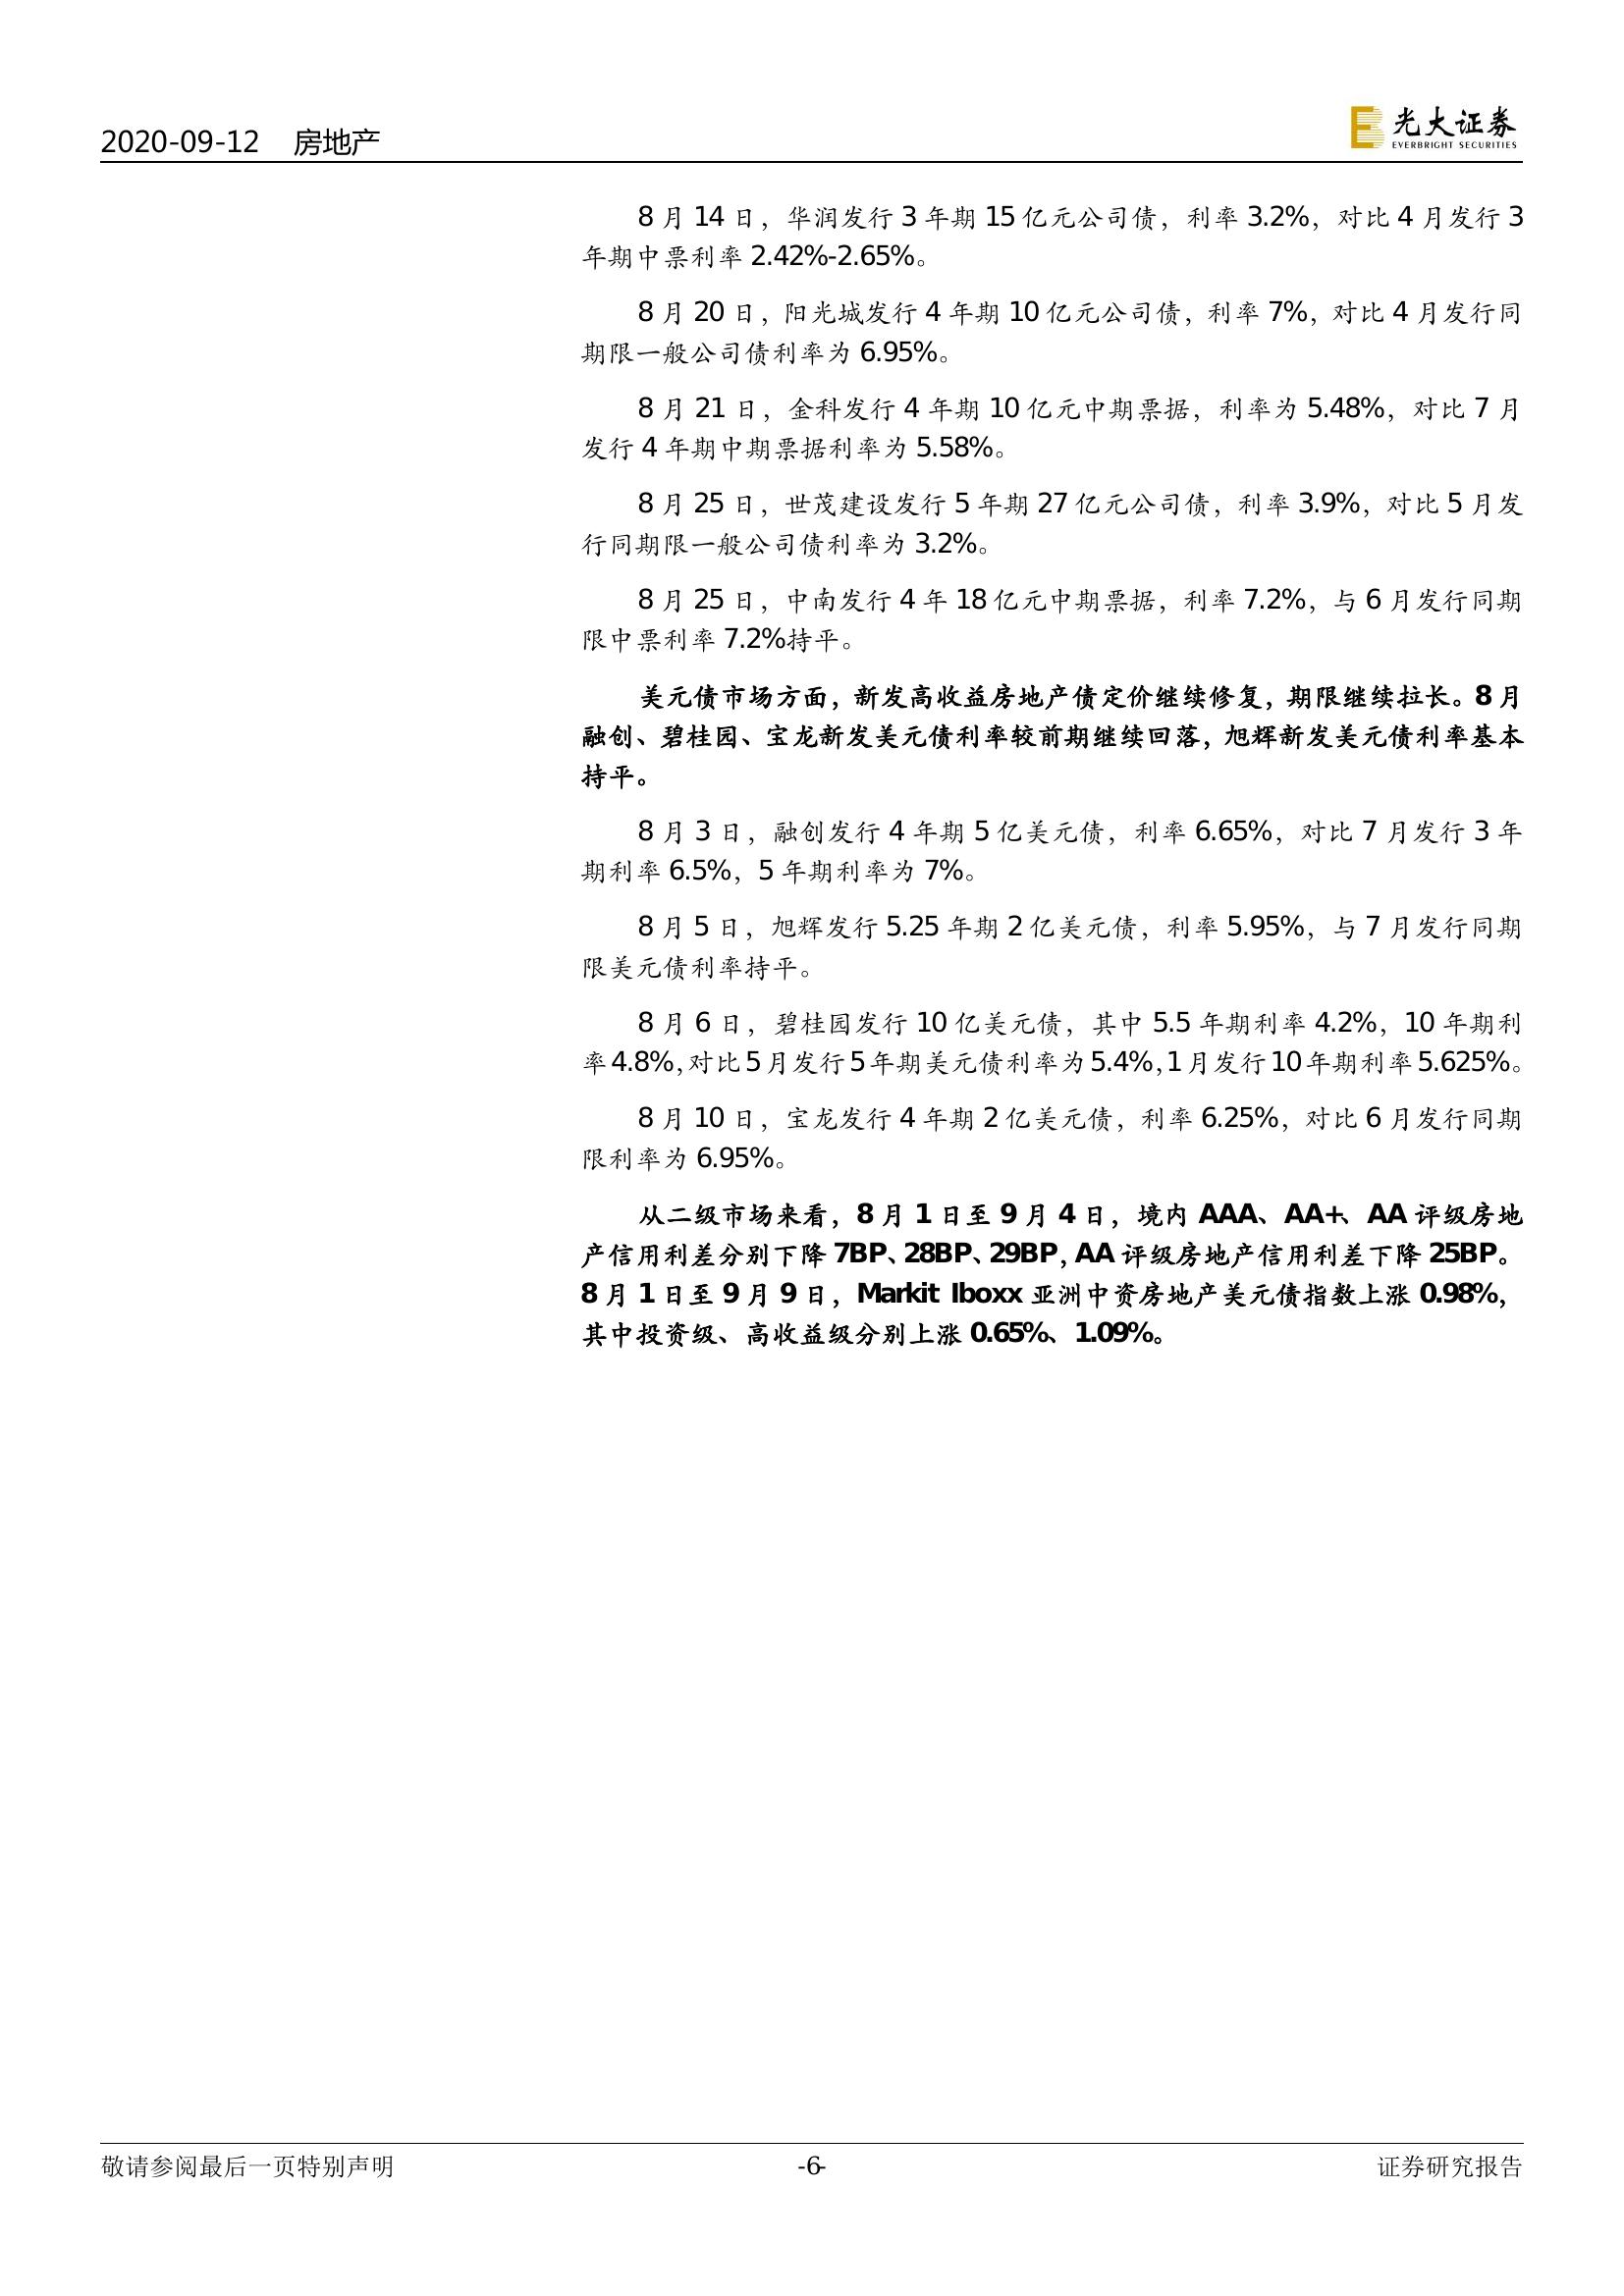 2020-09-12 房地产
光大证券
EVERBRIGHT SECURITIES
8 月 14 日，华润发行 3 年期 15 亿元公司债，利率 3.2%，对比 4 月发行 3
年期中票利率 2.42%-2.65%。
8 月 20 日，阳光城发行 4 年期 10 亿元公司债，利率 7%，对比 4 月发行同
期限一般公司债利率为 6.95%。
8 月 21 日，金科发行 4 年期 10 亿元中期票据，利率为 5.48%，对比 7 月
发行 4 年期中期票据利率为 5.58%。
8 月 25 日，世茂建设发行 5 年期 27 亿元公司债，利率 3.9%，对比 5 月发
行同期限一般公司债利率为 3.2%。
8 月 25 日，中南发行 4 年 18 亿元中期票据，利率 7.2%，与 6 月发行同期
限中票利率 7.2%持平。
美元债市场方面，新发高收益房地产债定价继续修复，期限继续拉长。8 月
融创、碧桂园、宝龙新发美元债利率较前期继续回落，旭辉新发美元债利率基本
持平。
8 月 3 日，融创发行 4 年期 5 亿美元债，利率 6.65%，对比 7 月发行 3 年
期利率 6.5%，5 年期利率为 7%。
8 月 5 日，旭辉发行 5.25 年期 2 亿美元债，利率 5.95%，与 7 月发行同期
限美元债利率持平。
8 月 6 日，碧桂园发行 10 亿美元债，其中 5.5 年期利率 4.2%，10 年期利
率 4.8%，对比 5 月发行 5 年期美元债利率为 5.4%，1 月发行 10 年期利率 5.625%。
8 月 10 日，宝龙发行 4 年期 2 亿美元债，利率 6.25%，对比 6 月发行同期
限利率为 6.95%。
从二级市场来看，8 月 1 日至 9 月 4 日，境内 AAA、AA+、AA 评级房地
产信用利差分别下降 7BP、28BP、29BP，AA 评级房地产信用利差下降 25BP。
8 月 1 日至 9 月 9 日，Markit Iboxx 亚洲中资房地产美元债指数上涨 0.98%，
其中投资级、高收益级分别上涨 0.65%、1.09%。
敬请参阅最后一页特别声明 -6- 证券研究报告